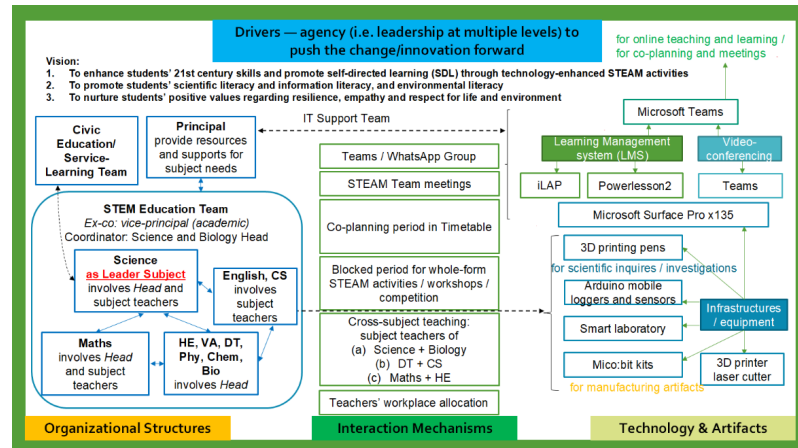 Drivers — agency (i.e. leadership at multiple levels) to
push the change/innovation forward
for online teaching and learning /
for co-planning and meetings
Vision:
1. To enhance students' 21st century skills and promote self-directed learning (SDL) through technology-enhanced STEAM activities
2. To promote students' scientific literacy and information literacy, and environmental literacy
3. To nurture students' positive values regarding resilience, empathy and respect for life and environment
Civic
Education/
Service-
Learning Team
Principal
provide resources
and supports for
subject needs
STEM Education Team
Ex-co: vice-principal (academic)
Coordinator: Science and Biology Head
Science
as Leader Subject
involves Head and
subject teachers
English, CS
involves
subject teachers
Maths
involves Head
and subject
teachers
HE, VA, DT,
Phy, Chem,
Bio
involves Head
Organizational Structures
IT Support Team
Teams / WhatsApp Group
STEAM Team meetings
Co-planning period in Timetable
Blocked period for whole-form
STEAM activities / workshops /
competition
Cross-subject teaching:
subject teachers of
(a) Science + Biology
(b) DT + CS
(c) Maths + HE
Teachers' workplace allocation
Interaction Mechanisms
Microsoft Teams
Learning Management
system (LMS)
Video-
conferencing
iLAP
Powerlesson2
Teams
Microsoft Surface Pro x135
3D printing pens
for scientific inquires / investigations
Arduino mobile
loggers and sensors
Infrastructures
/ equipment
Smart laboratory
Mico:bit kits
3D printer
laser cutter
for manufacturing artifacts
Technology & Artifacts